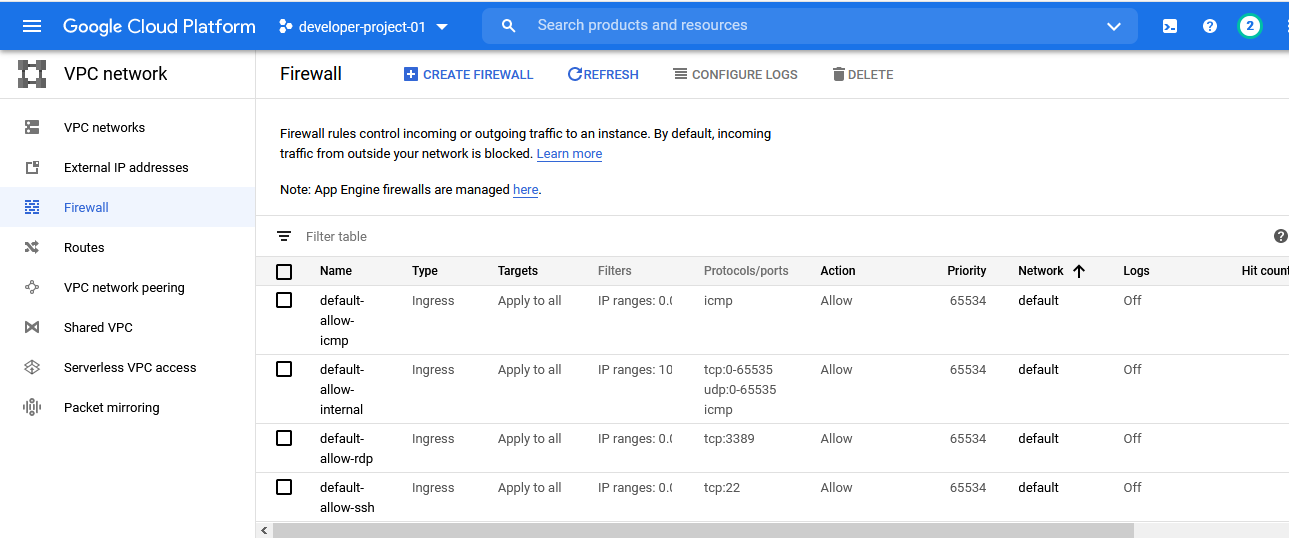 Google Cloud Platform developer-project-01 Search products and resources 2
VPC network
Firewall CREATE FIREWALL REFRESH CONFIGURE LOGS DELETE
VPC networks
External IP addresses
Firewall
Routes
VPC network peering
Shared VPC
Serverless VPC access
Packet mirroring
Firewall rules control incoming or outgoing traffic to an instance. By default, incoming
traffic from outside your network is blocked. Learn more
Note: App Engine firewalls are managed here.
Filter table
Name Type Targets Filters Protocols/ports Action Priority Network Logs Hit count
default- Ingress Apply to all IP ranges: 0.0 icmp Allow 65534 default Off
allow-
icmp
default- Ingress Apply to all IP ranges: 10 tcp:0-65535 Allow 65534 default Off
allow- udp:0-65535
internal icmp
default- Ingress Apply to all IP ranges: 0.0 tcp:3389 Allow 65534 default Off
allow-rdp
default- Ingress Apply to all IP ranges: 0.0 tcp:22 Allow 65534 default Off
allow-ssh